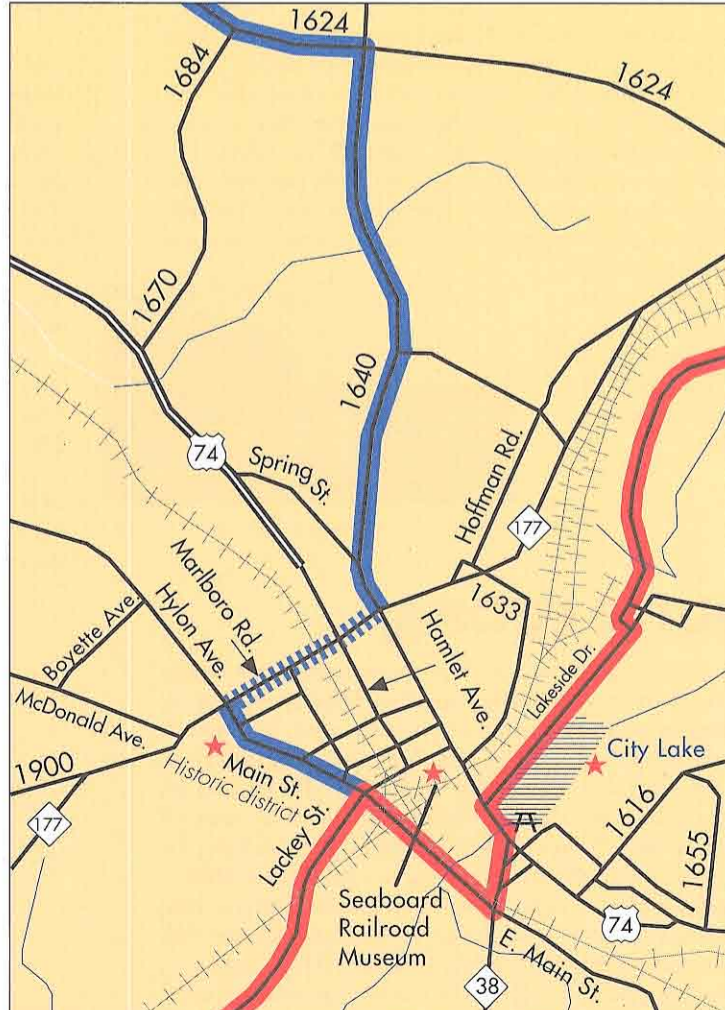 1624
1684
1624
1670
1640
74
Spring St.
Hoffman Rd.
177
Marlboro Rd.
Hylon Ave.
1633
Boyette Ave.
Hamlet Ave.
Lakeside Dr.
McDonald Ave.
1900
Main St.
Historic district
City Lake
177
Lackey St.
1616
1655
Seaboard
Railroad
Museum
74
E. Main St.
38